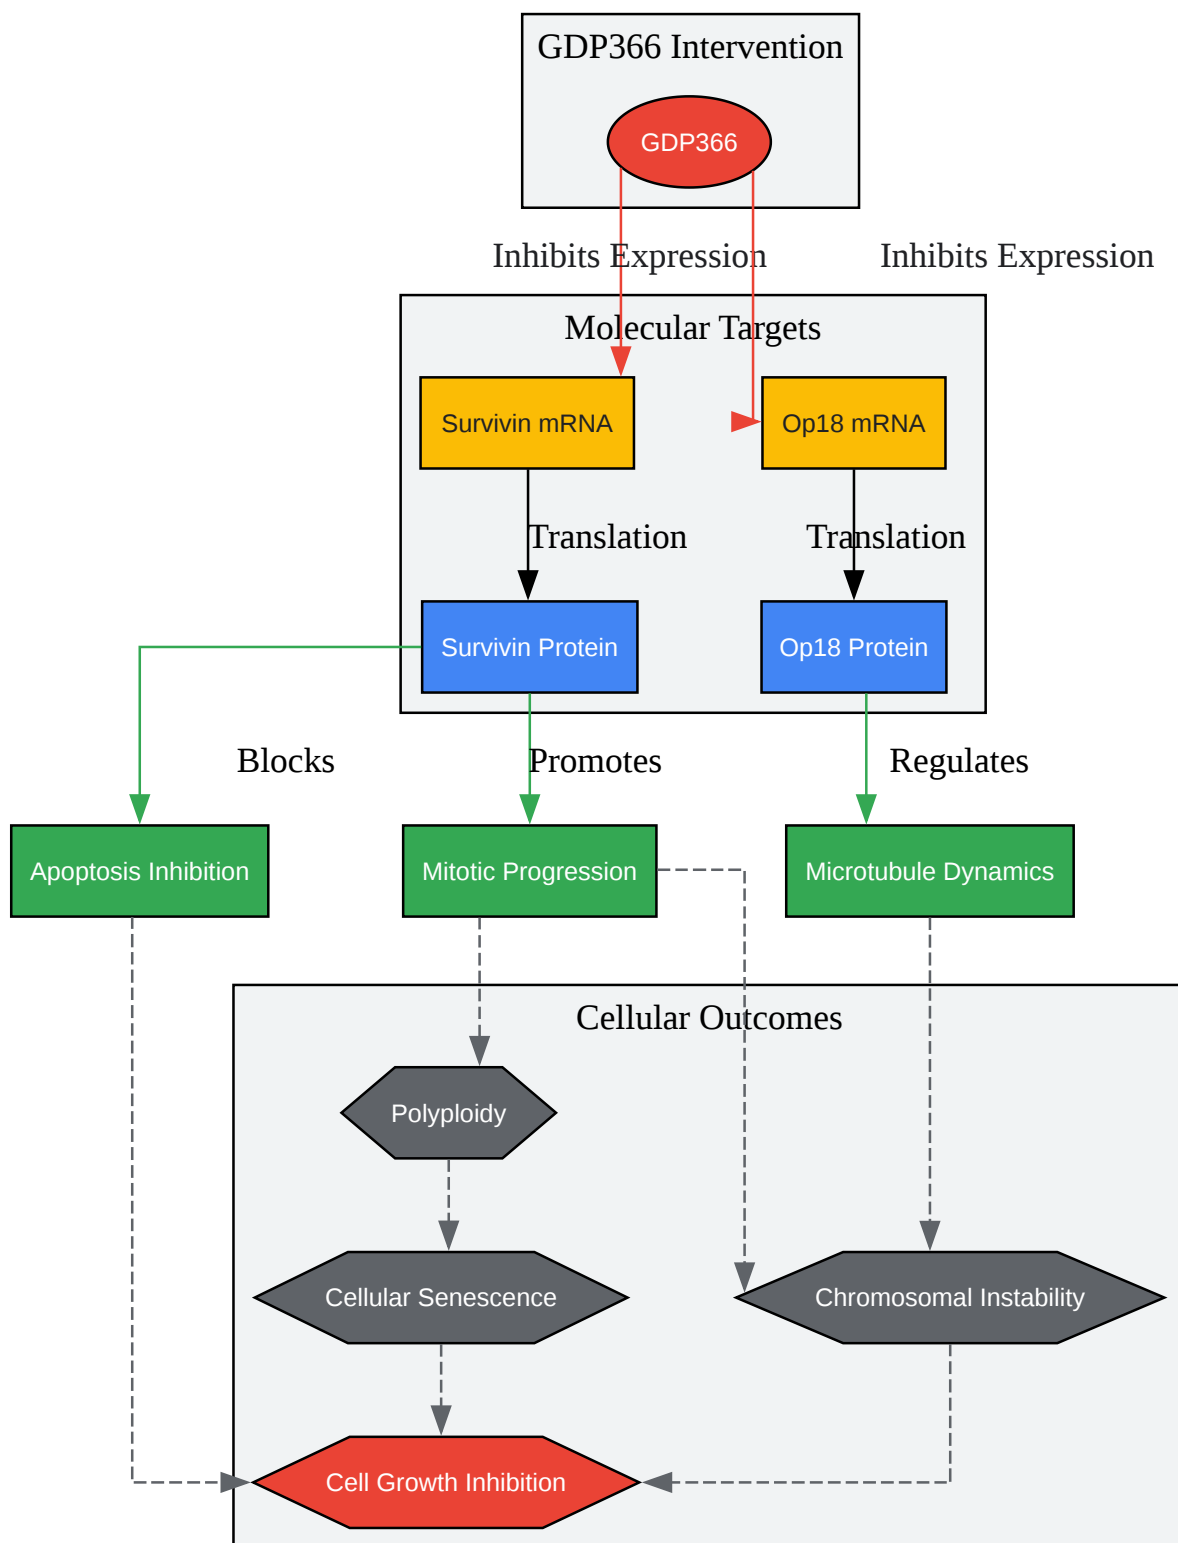 GDP366 Intervention
GDP366
Inhibits Expression
Inhibits Expression
Molecular Targets
Survivin mRNA
Op18 mRNA
Translation
Translation
Survivin Protein
Op18 Protein
Blocks
Promotes
Regulates
Apoptosis Inhibition
Mitotic Progression
Microtubule Dynamics
Cellular Outcomes
Polyploidy
Cellular Senescence
Chromosomal Instability
Cell Growth Inhibition